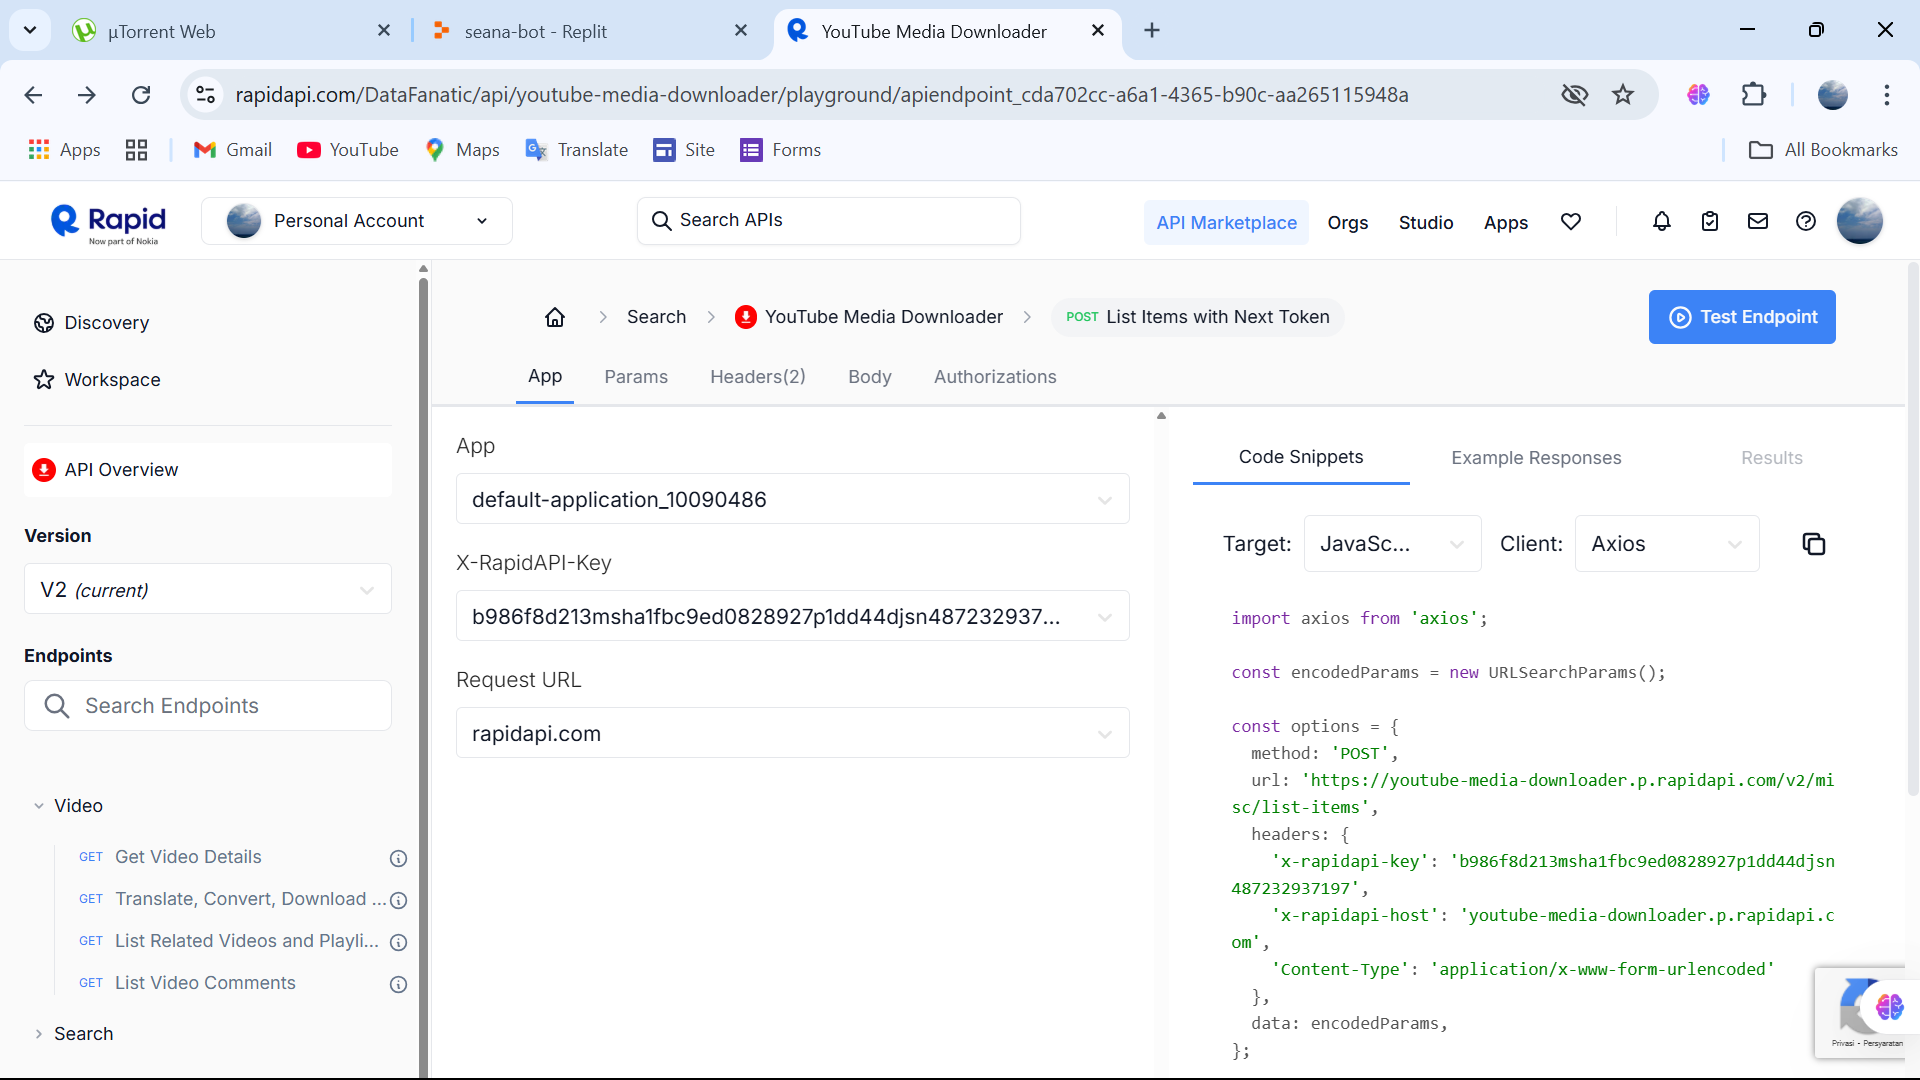 µTorrent Web
seana-bot - Replit
YouTube Media Downloader
rapidapi.com/DataFanatic/api/youtube-media-downloader/playground/apiendpoint_cda702cc-a6a1-4365-b90c-aa265115948a
Apps
Gmail
YouTube
Maps
Translate
Site
Forms
All Bookmarks
Rapid
Now part of Nokia
Personal Account
Search APIs
API Marketplace
Orgs
Studio
Apps
Discovery
Workspace
API Overview
Version
V2 (current)
Endpoints
Search Endpoints
Video
GET Get Video Details
GET Translate, Convert, Download ...
GET List Related Videos and Playli...
GET List Video Comments
Search
Search
YouTube Media Downloader
POST List Items with Next Token
Test Endpoint
App
Params
Headers(2)
Body
Authorizations
App
default-application_10090486
X-RapidAPI-Key
b986f8d213msha1fbc9ed0828927p1dd44djsn487232937...
Request URL
rapidapi.com
Code Snippets
Example Responses
Results
Target: JavaSc...
Client: Axios
import axios from 'axios';
const encodedParams = new URLSearchParams();
const options = {
method: 'POST',
url: 'https://youtube-media-downloader.p.rapidapi.com/v2/mi
sc/list-items',
headers: {
'x-rapidapi-key': 'b986f8d213msha1fbc9ed0828927p1dd44djsn
487232937197',
'x-rapidapi-host': 'youtube-media-downloader.p.rapidapi.c
om',
'Content-Type': 'application/x-www-form-urlencoded'
},
data: encodedParams,
};
Privasi - Persyaratan